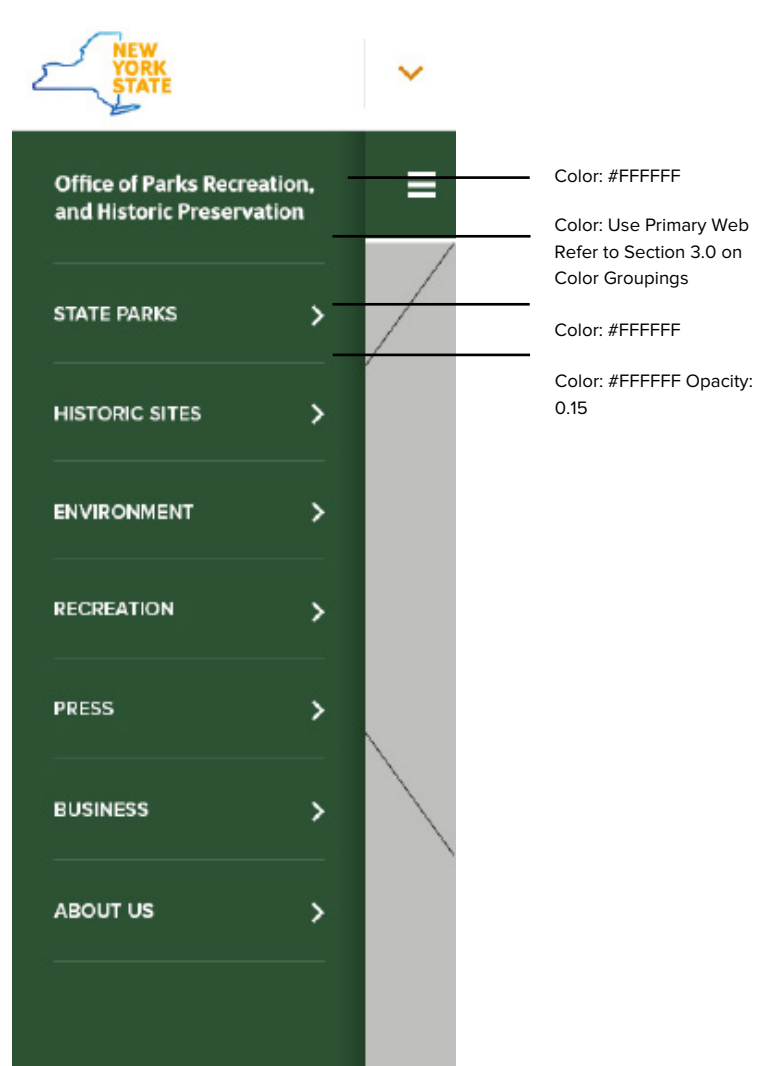 NEW
YORK
STATE
Office of Parks Recreation,
and Historic Preservation
STATE PARKS
HISTORIC SITES
ENVIRONMENT
RECREATION
PRESS
BUSINESS
ABOUT US
Color: #FFFFFF
Color: Use Primary Web
Refer to Section 3.0 on
Color Groupings
Color: #FFFFFF
Color: #FFFFFF Opacity:
0.15